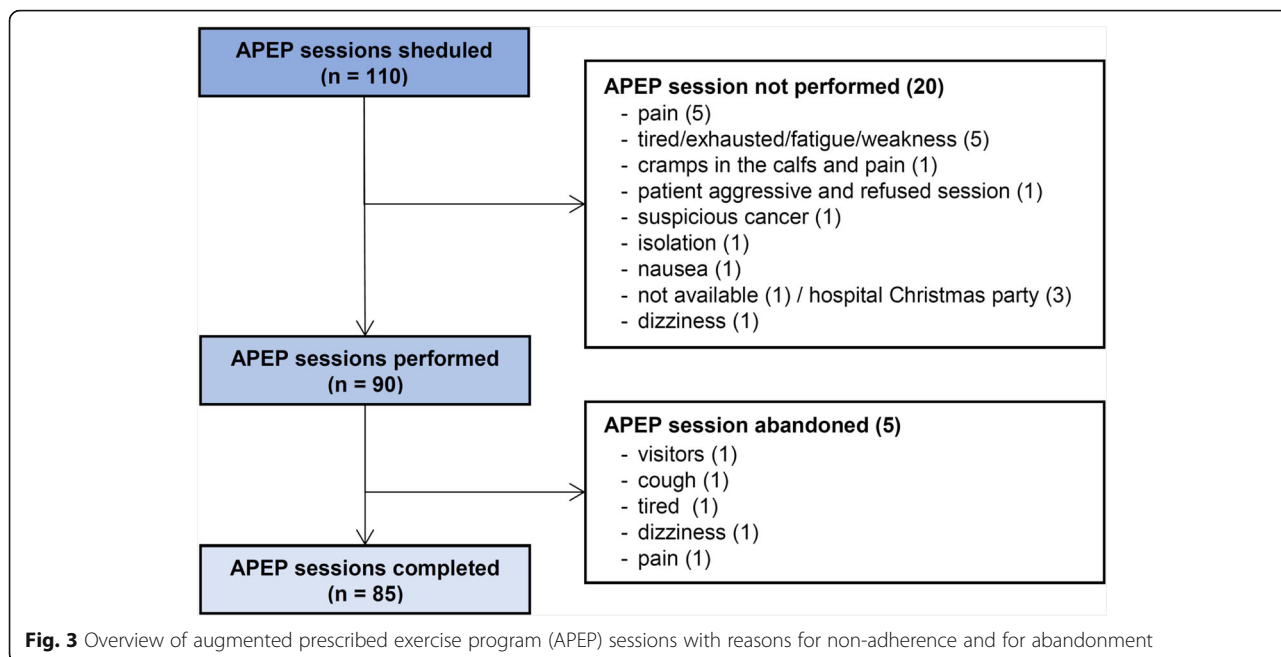 APEP sessions sheduled
(n = 110)
APEP session not performed (20)
- pain (5)
- tired/exhausted/fatigue/weakness (5)
- cramps in the calfs and pain (1)
- patient aggressive and refused session (1)
- suspicious cancer (1)
- isolation (1)
- nausea (1)
- not available (1) / hospital Christmas party (3)
- dizziness (1)
APEP sessions performed
(n = 90)
APEP session abandoned (5)
- visitors (1)
- cough (1)
- tired (1)
- dizziness (1)
- pain (1)
APEP sessions completed
(n = 85)
Fig. 3 Overview of augmented prescribed exercise program (APEP) sessions with reasons for non-adherence and for abandonment